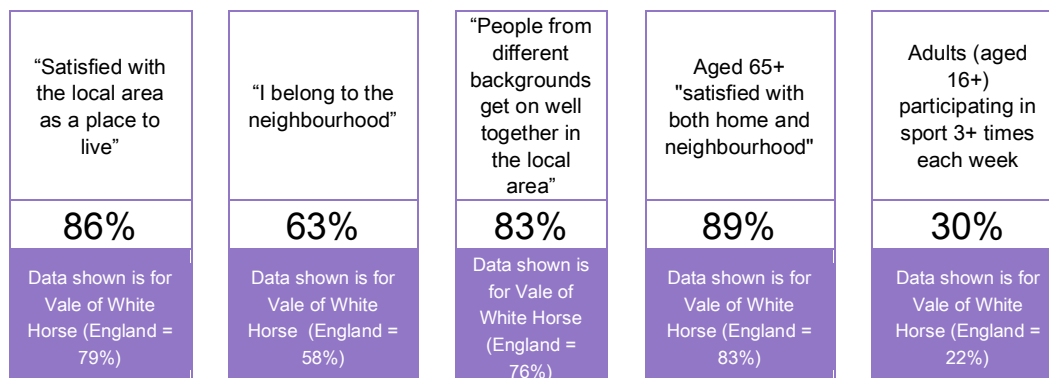 “Satisfied with
the local area
as a place to
live”
86%
Data shown is for
Vale of White
Horse (England =
79%)
“I belong to the
neighbourhood”
63%
Data shown is for
Vale of White
Horse  (England =
58%)
“People from
different
backgrounds
get on well
together in
the local
area”
83%
Data shown is
for Vale of
White Horse
(England =
76%)
Aged 65+
"satisfied with
both home and
neighbourhood"
89%
Data shown is for
Vale of White
Horse (England =
83%)
Adults (aged
16+)
participating in
sport 3+ times
each week
30%
Data shown is for
Vale of White
Horse (England =
22%)